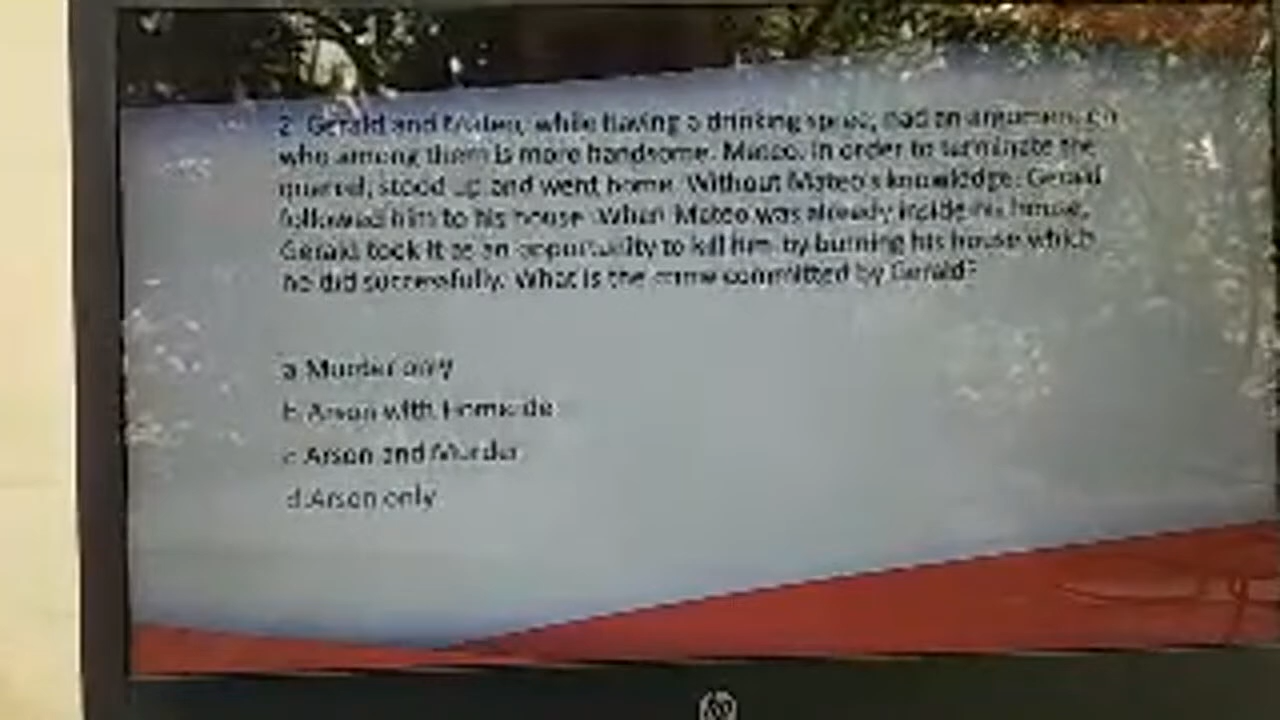 2. Gerald and Mateo, while having a drinking spree, had an argument on
who among them is more handsome. Mateo, in order to terminate the
quarrel, stood up and went home. Without Mateo's knowledge, Gerald
followed him to his house. When Mateo was already inside his house,
Gerald took it as an opportunity to kill him by burning his house which
he did successfully. What is the crime committed by Gerald?
a. Murder only
b. Arson with Homicide
c. Arson and Murder
d. Arson only
hp